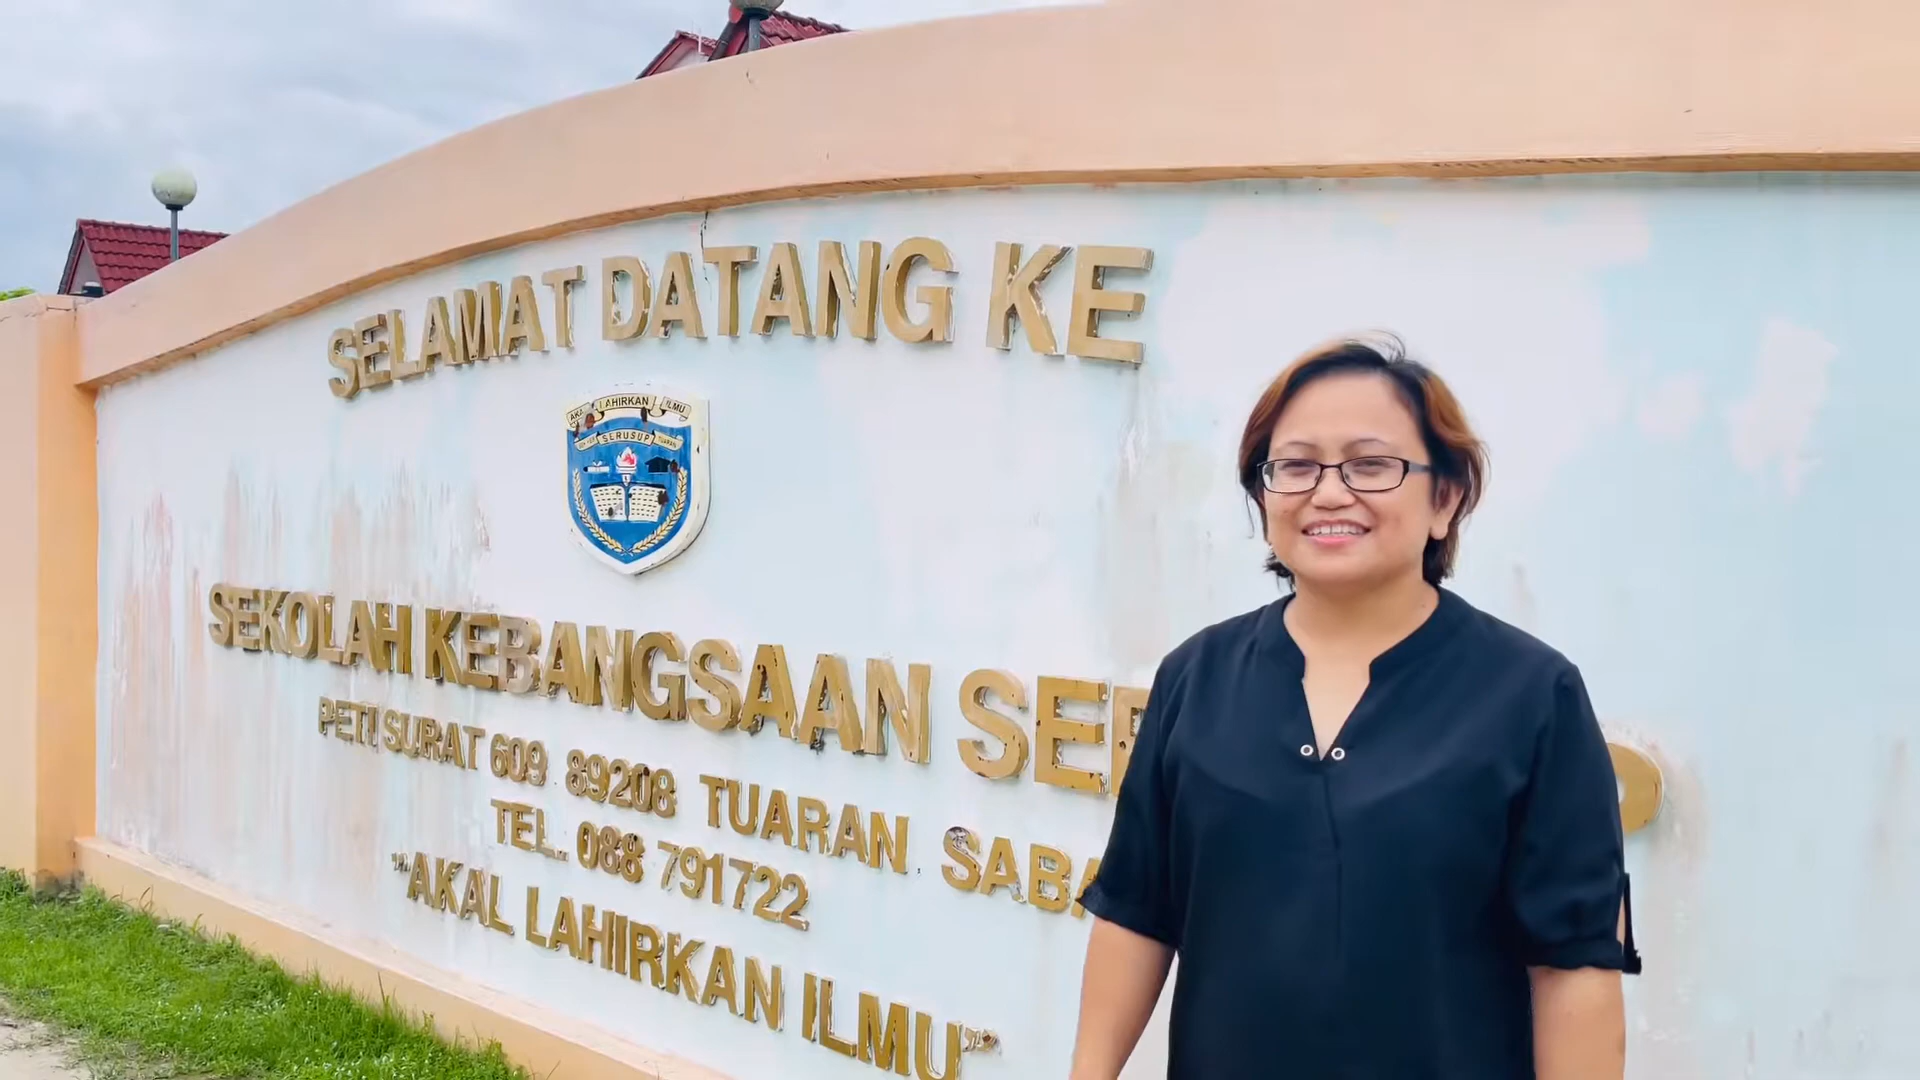 SELAMAT DATANG KE
LAHIRKAN ILMU
SERUSUP TUARAN
SEKOLAH KEBANGSAAN
PETI SURAT 609 89208 TUARAN
TEL. 088 791722
"AKAL LAHIRKAN ILMU"